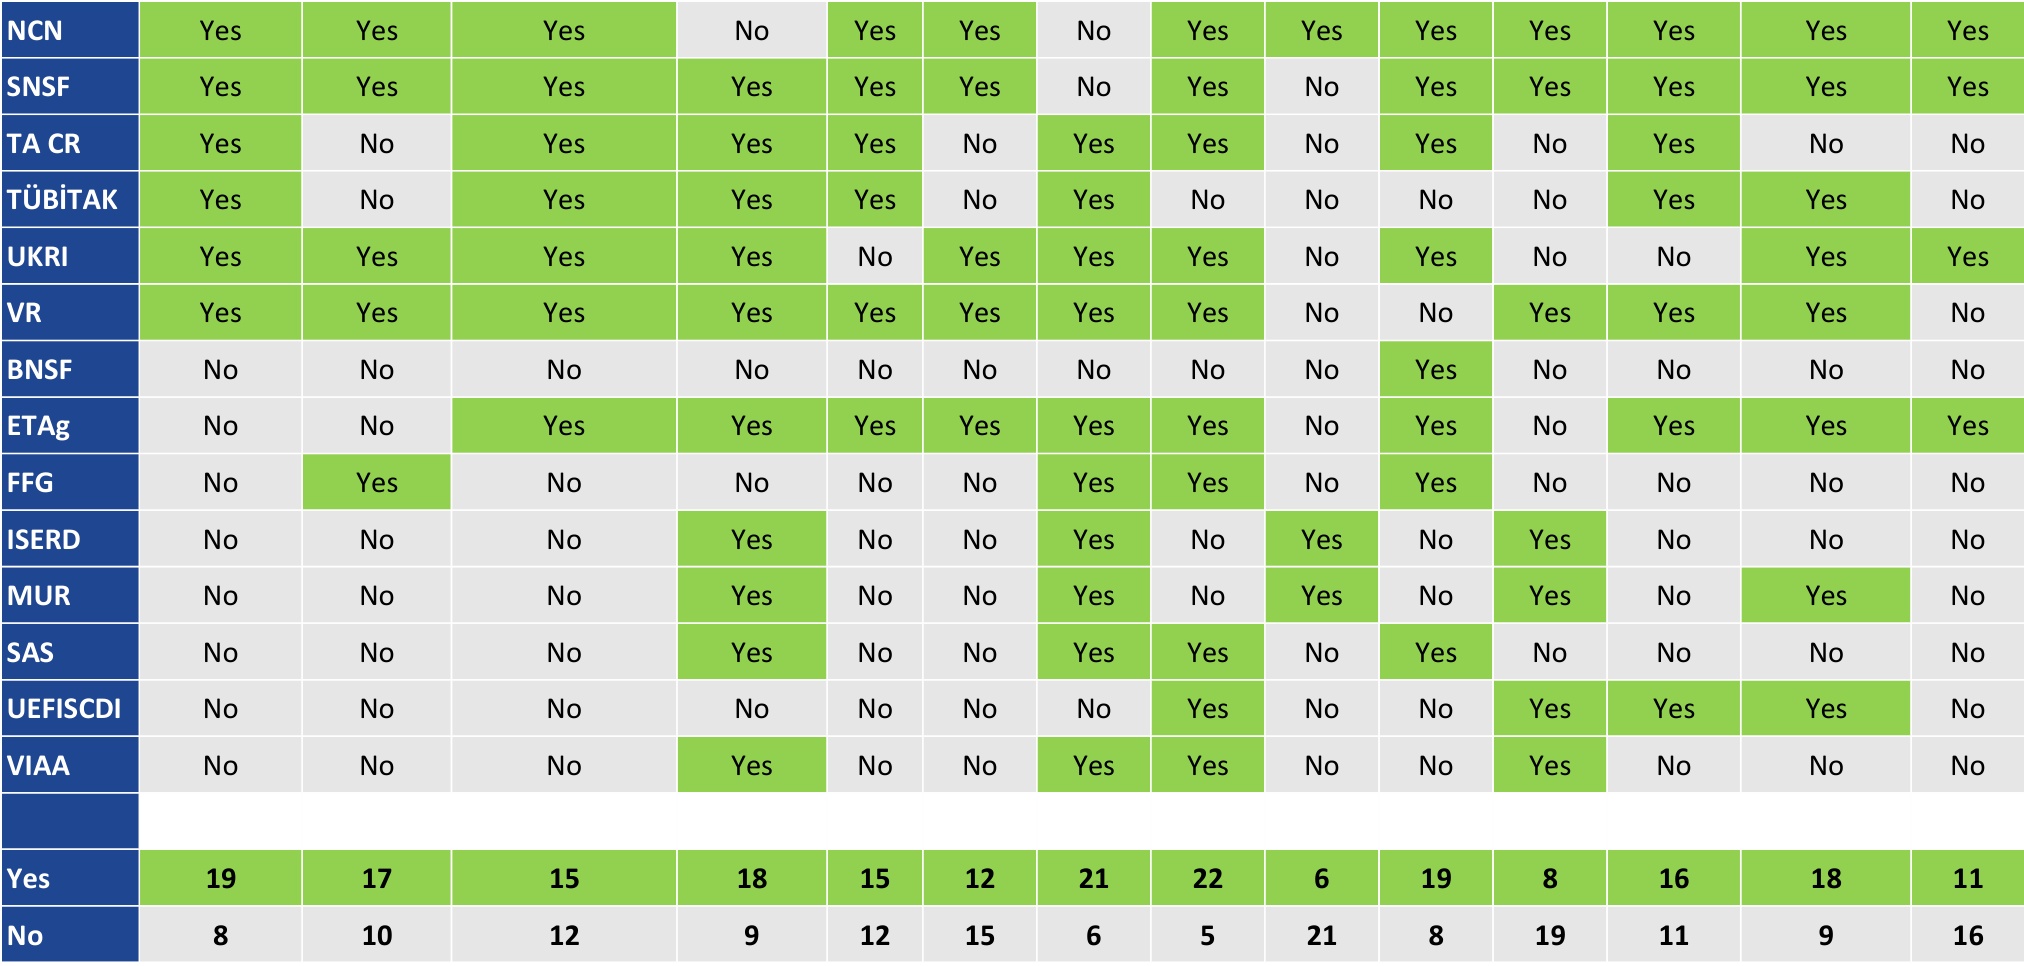 NCN Yes Yes Yes No Yes Yes No Yes Yes Yes Yes Yes Yes Yes
SNSF Yes Yes Yes Yes Yes Yes No Yes No Yes Yes Yes Yes Yes
TA CR Yes No Yes Yes Yes No Yes Yes No Yes No Yes No No
TÜBİTAK Yes No Yes Yes Yes No Yes No No No No Yes Yes No
UKRI Yes Yes Yes Yes No Yes Yes Yes No Yes No No Yes Yes
VR Yes Yes Yes Yes Yes Yes Yes Yes No No Yes Yes Yes No
BNSF No No No No No No No No No Yes No No No No
ETAg No No Yes Yes Yes Yes Yes Yes No Yes No Yes Yes Yes
FFG No Yes No No No No Yes Yes No Yes No No No No
ISERD No No No Yes No No Yes No Yes No Yes No No No
MUR No No No Yes No No Yes No Yes No Yes No Yes No
SAS No No No Yes No No Yes Yes No Yes No No No No
UEFISCDI No No No No No No No Yes No No Yes Yes Yes No
VIAA No No No Yes No No Yes Yes No No Yes No No No
Yes 19 17 15 18 15 12 21 22 6 19 8 16 18 11
No 8 10 12 9 12 15 6 5 21 8 19 11 9 16